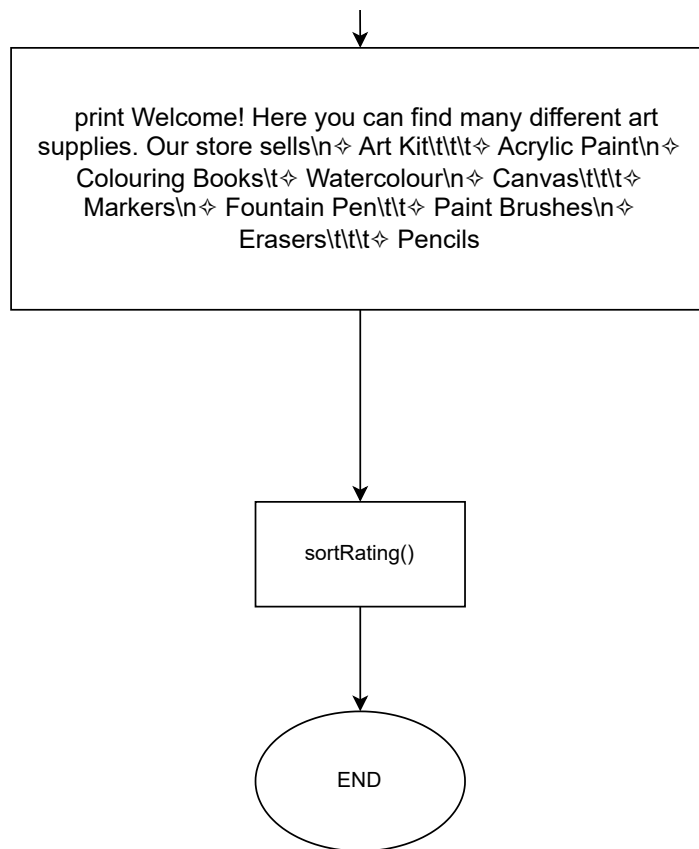 print Welcome! Here you can find many different art
supplies. Our store sells\n✧ Art Kit\t\t\t✧ Acrylic Paint\n✧
Colouring Books\t✧ Watercolour\n✧ Canvas\t\t\t✧
Markers\n✧ Fountain Pen\t\t✧ Paint Brushes\n✧
Erasers\t\t\t✧ Pencils
sortRating()
END